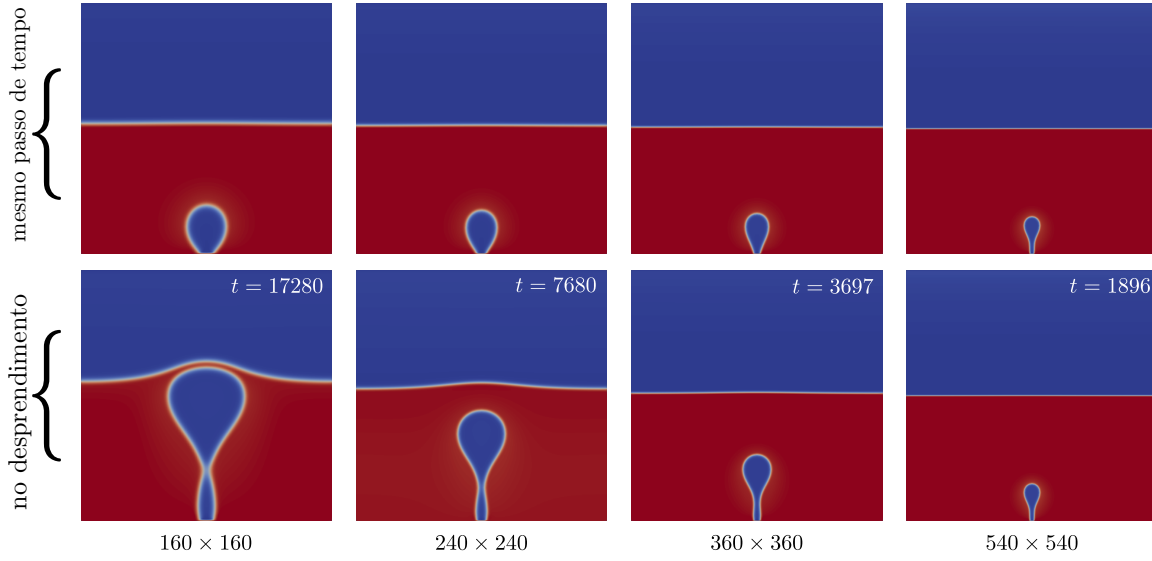 mesmo passo de tempo
t = 17280
t = 7680
t = 3697
t = 1896
no desprendimento
160 × 160
240 × 240
360 × 360
540 × 540